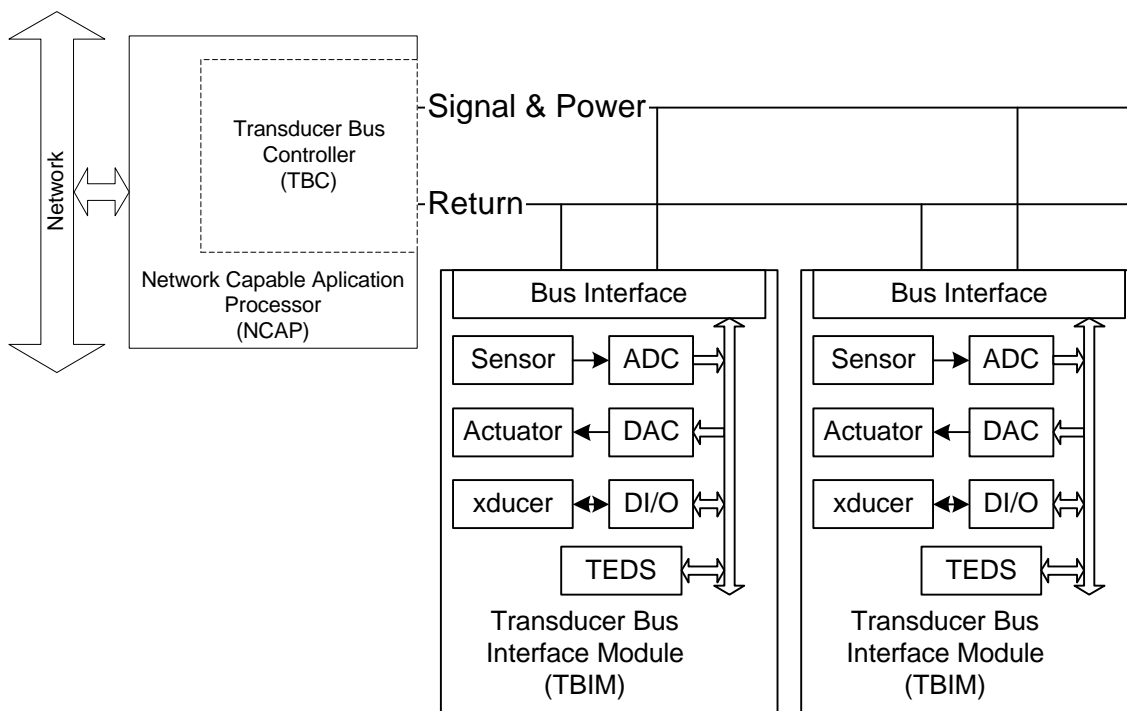 Network
Transducer Bus
Controller
(TBC)
Network Capable Aplication
Processor
(NCAP)
Signal & Power
Return
Bus Interface
Sensor
ADC
Actuator
DAC
xducer
DI/O
TEDS
Transducer Bus
Interface Module
(TBIM)
Bus Interface
Sensor
ADC
Actuator
DAC
xducer
DI/O
TEDS
Transducer Bus
Interface Module
(TBIM)